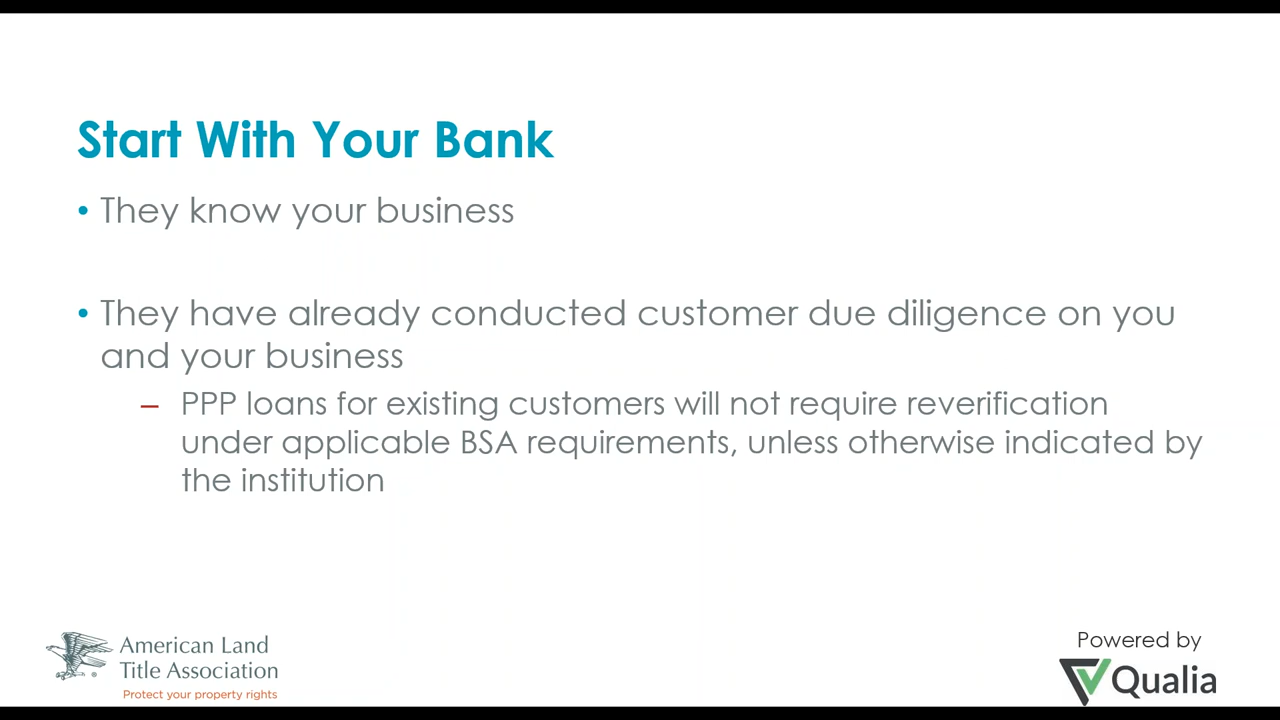 Start With Your Bank
• They know your business
• They have already conducted customer due diligence on you
and your business
– PPP loans for existing customers will not require reverification
under applicable BSA requirements, unless otherwise indicated by
the institution
American Land
Title Association
®
Protect your property rights
Powered by
Qualia